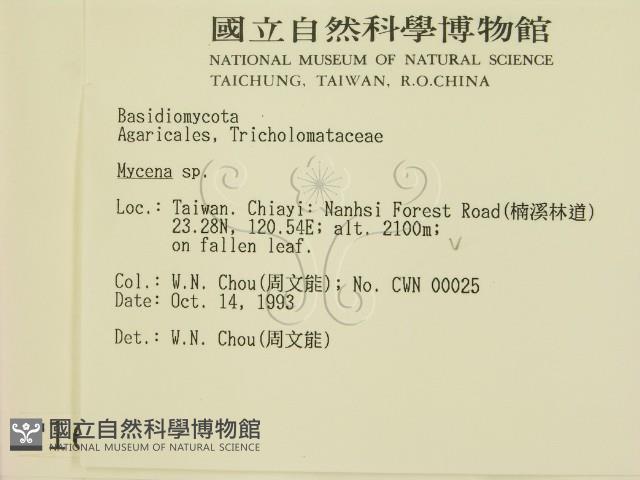 國立自然科學博物館
NATIONAL MUSEUM OF NATURAL SCIENCE
TAICHUNG, TAIWAN, R.O.CHINA
Basidiomycota
Agaricales, Tricholomataceae
Mycena sp.
Loc.: Taiwan. Chiayi: Nanhsi Forest Road(楠溪林道)
23.28N, 120.54E; alt. 2100m;
on fallen leaf.
Col.: W.N. Chou(周文能); No. CWN 00025
Date: Oct. 14, 1993
Det.: W.N. Chou(周文能)
國立自然科學博物館
NATIONAL MUSEUM OF NATURAL SCIENCE